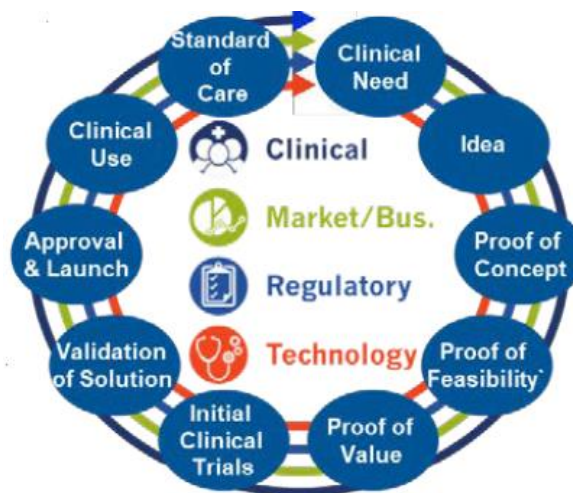 Standard
of
Care
Clinical
Need
Clinical
Use
Idea
Clinical
Market/Bus.
Approval
& Launch
Proof of
Concept
Regulatory
Technology
Validation
of Solution
Proof of
Feasibility`
Initial
Clinical
Trials
Proof of
Value